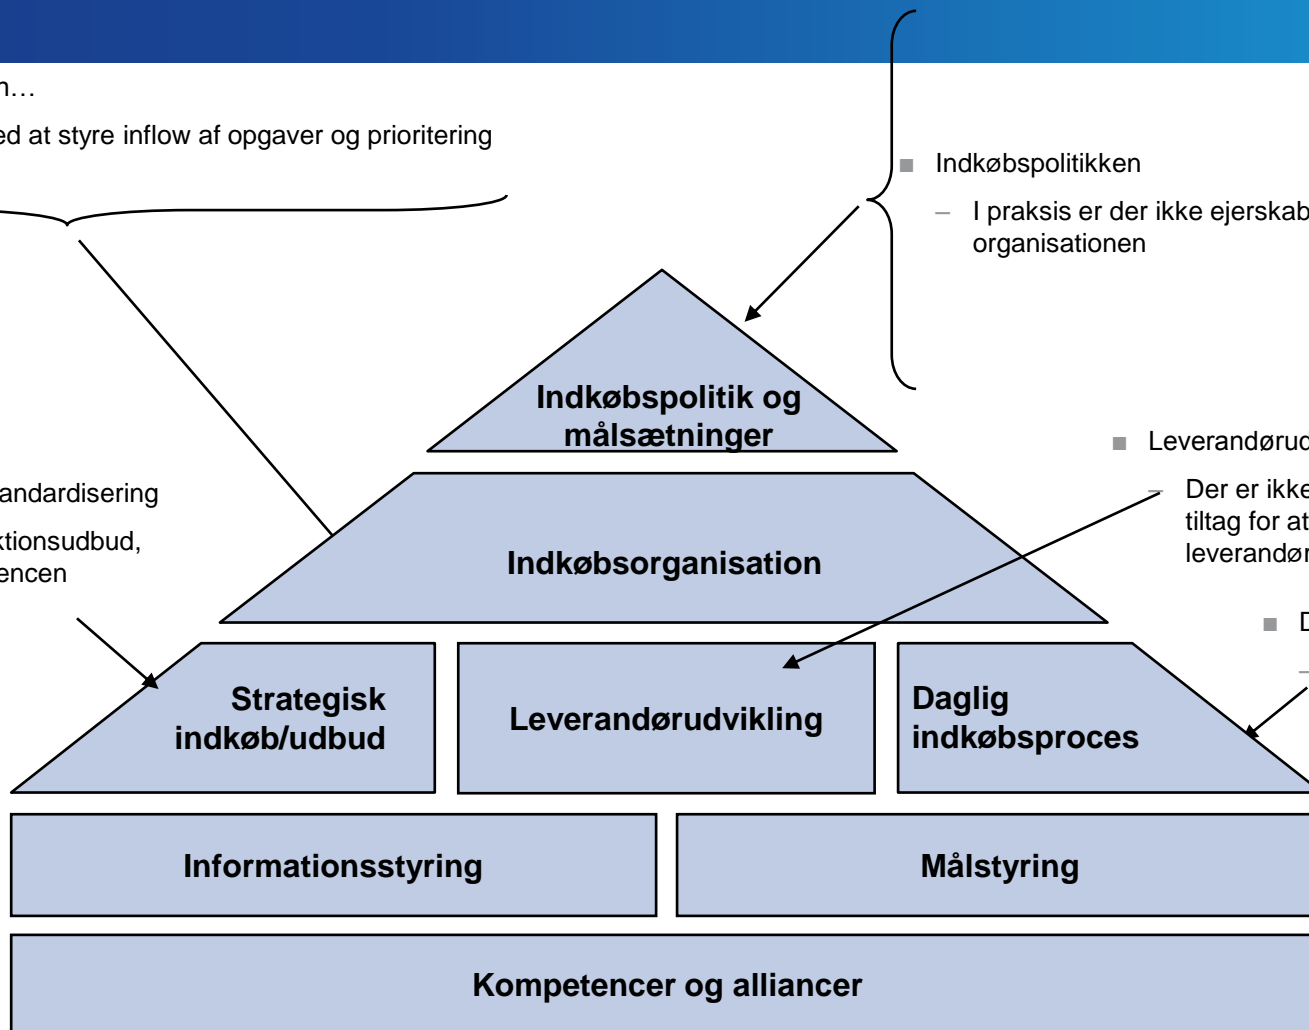 n…
ed at styre inflow af opgaver og prioritering
■ Indkøbspolitikken
– I praksis er der ikke ejerskab
organisationen
Indkøbspolitik og
målsætninger
■ Leverandørud
– Der er ikke
tiltag for at
leverandør
andardisering
ktionsudbud,
encen
Indkøbsorganisation
■ D
–
Strategisk
indkøb/udbud
Leverandørudvikling
Daglig
indkøbsproces
Informationsstyring
Målstyring
Kompetencer og alliancer